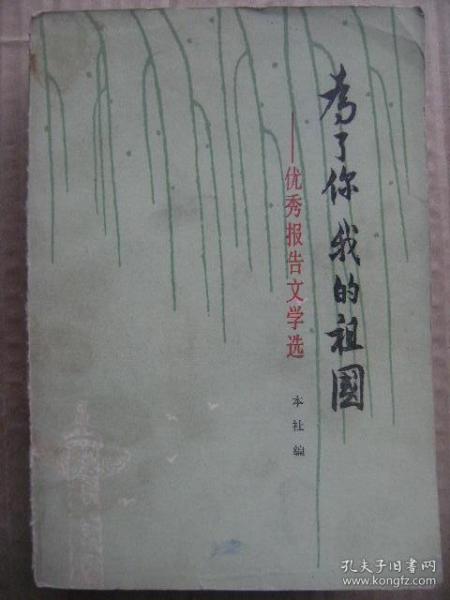 为了你 我的祖國
——优秀报告文学选
本社编
孔夫子旧书网
www.kongfz.com